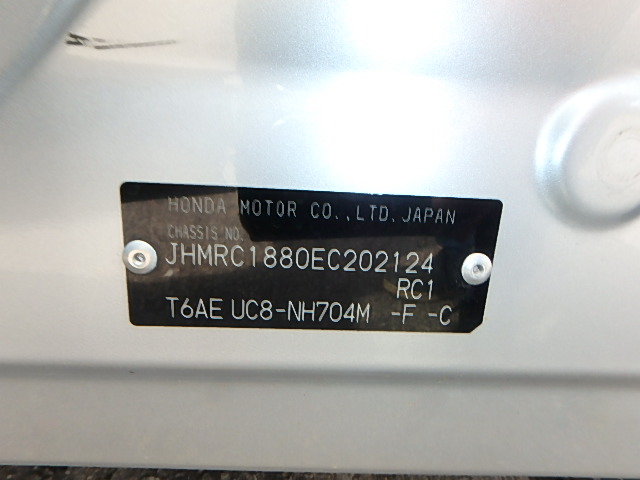 HONDA MOTOR CO.,LTD.JAPAN
CHASSIS NO.
JHMRC1880EC202124
RC1
T6AE UC8-NH704M -F -C